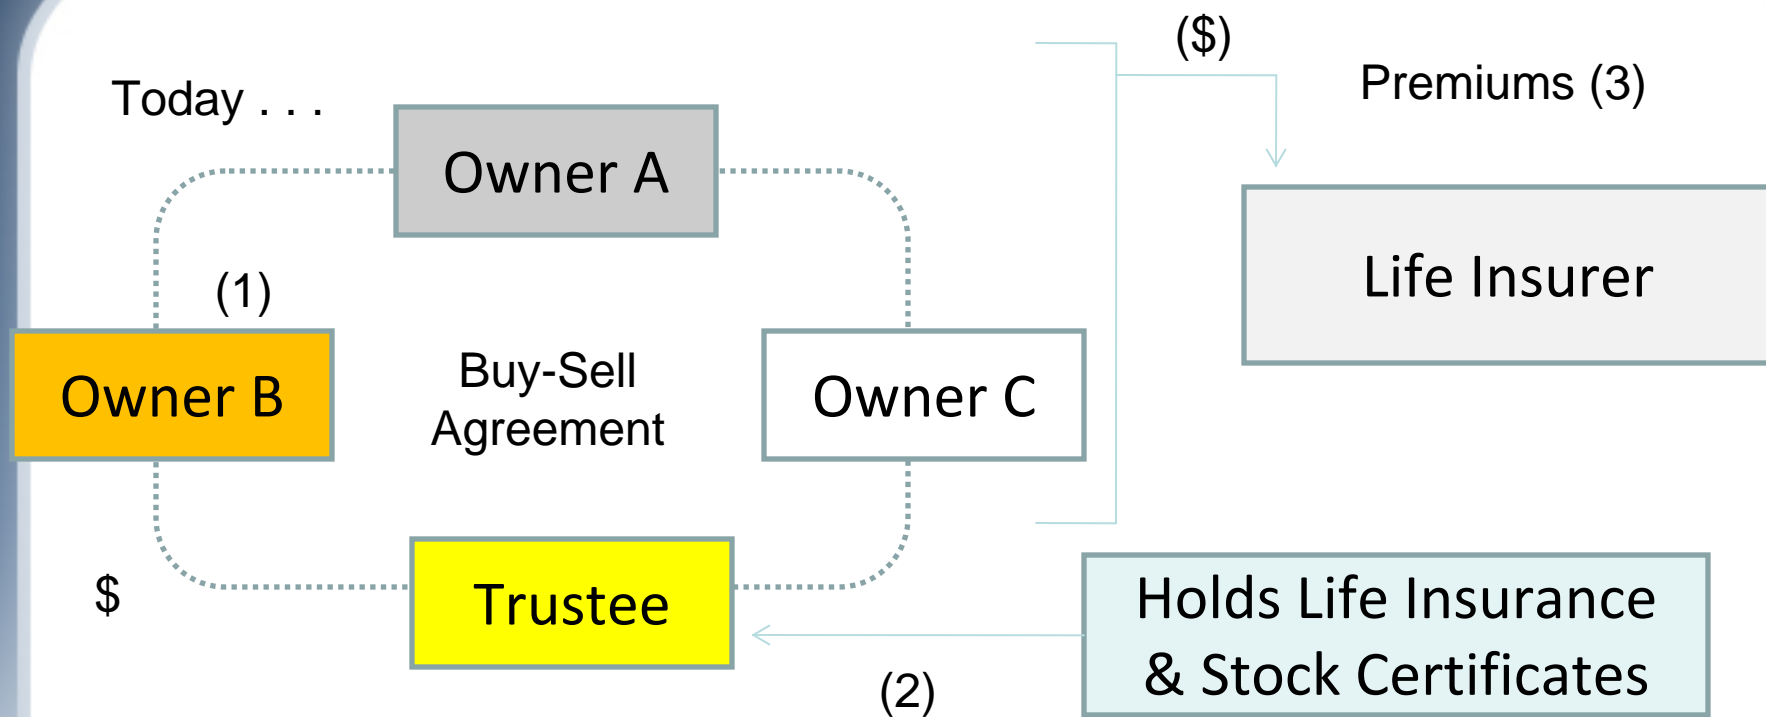 ($)
Premiums (3)
Today . . .
Owner A
Life Insurer
(1)
Owner B
Buy-Sell
Agreement
Owner C
$
Trustee
Holds Life Insurance
& Stock Certificates
(2)